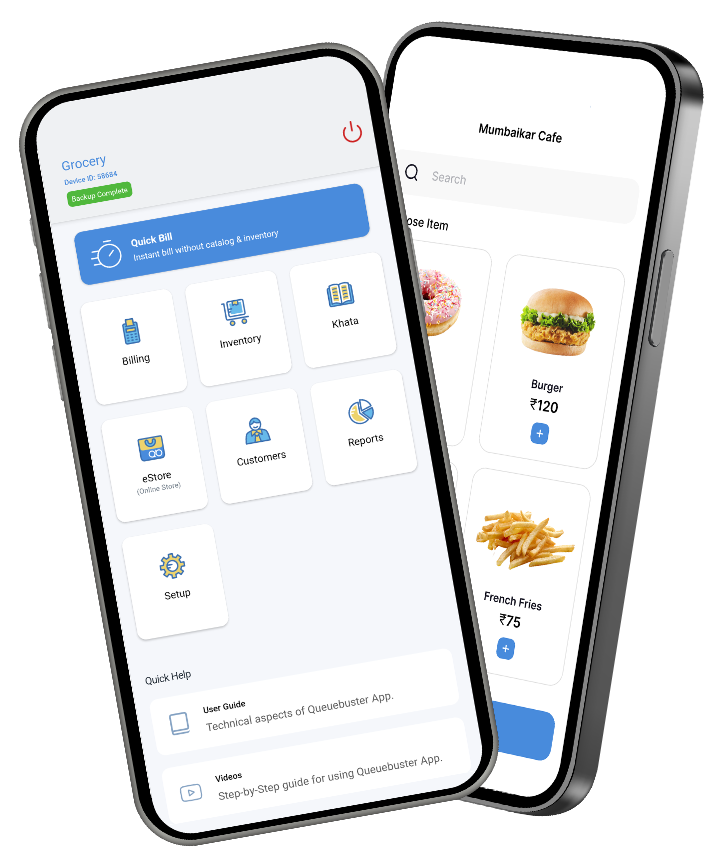 Grocery
Device ID: 58684
Backup Complete
Quick Bill
Instant bill without catalog & inventory
Billing
Inventory
Khata
eStore
(Online Store)
Customers
Reports
Setup
Quick Help
User Guide
Technical aspects of Queuebuster App.
Videos
Step-by-Step guide for using Queuebuster App.
Mumbaikar Cafe
Search
ose Item
Burger
₹120
+
French Fries
₹75
+